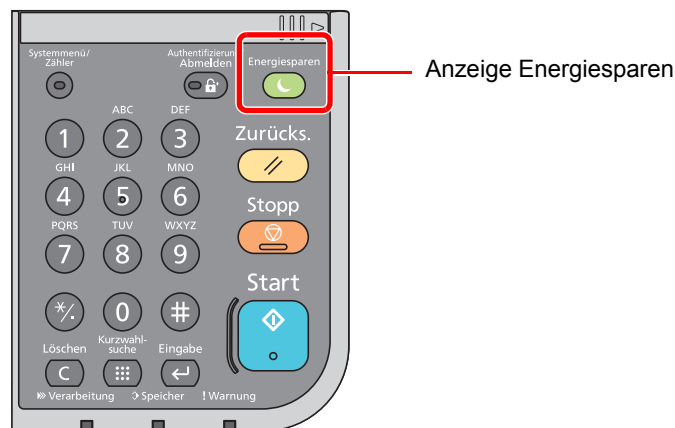 Systemmenü/
Zähler
Authentifizierun
Abmelden
Energiesparen
Anzeige Energiesparen
ABC
DEF
1
2
3
Zurücks.
GHI
JKL
MNO
4
5
6
Stopp
PQRS
TUV
WXYZ
7
8
9
Start
*/.
0
#
Löschen
Kurzwahl-
suche
Eingabe
C
Verarbeitung
Speicher
! Warnung